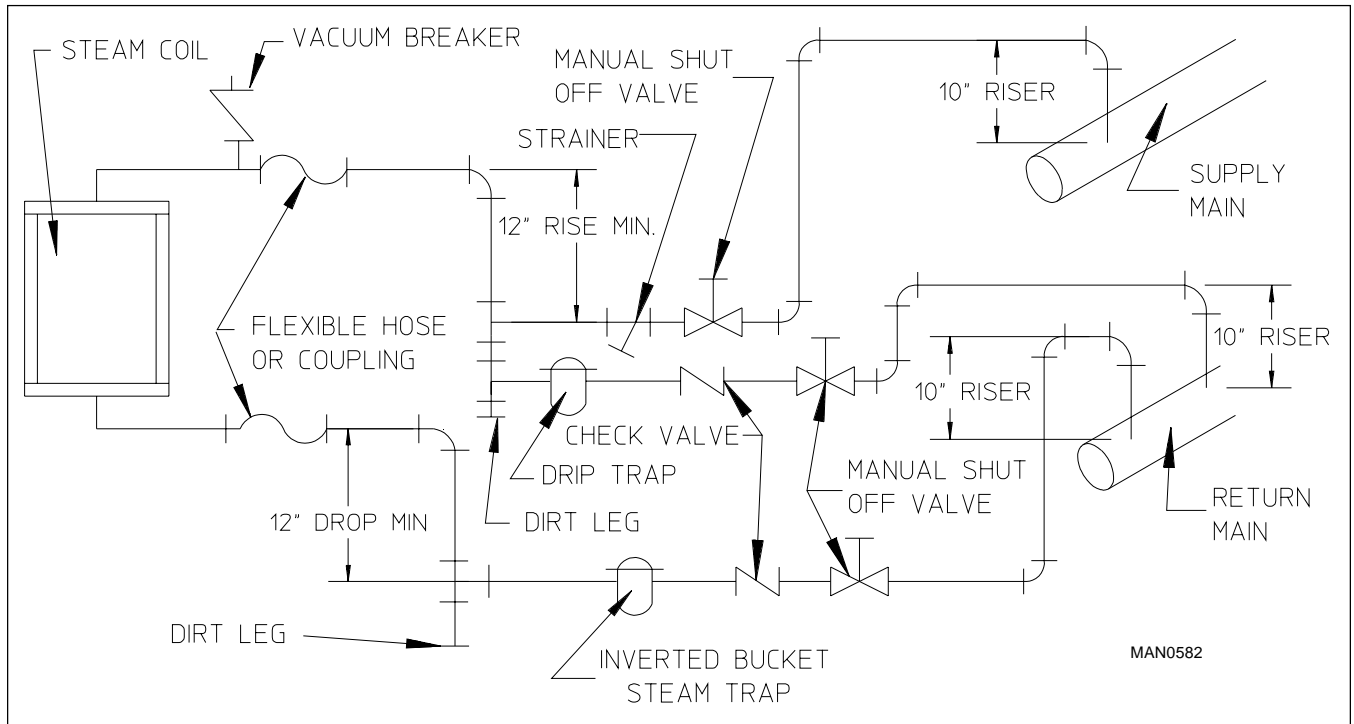 STEAM COIL
VACUUM BREAKER
MANUAL SHUT
OFF VALVE
STRAINER
10" RISER
SUPPLY
MAIN
12" RISE MIN.
FLEXIBLE HOSE
OR COUPLING
10" RISER
10" RISER
CHECK VALVE
DRIP TRAP
MANUAL SHUT
OFF VALVE
RETURN
MAIN
12" DROP MIN
DIRT LEG
DIRT LEG
INVERTED BUCKET
STEAM TRAP
MAN0582